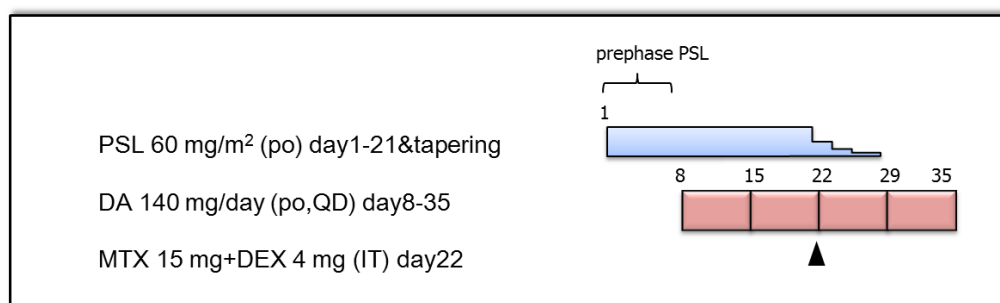 prephase PSL
1
PSL 60 mg/m² (po) day1-21&tapering
8 15 22 29 35
DA 140 mg/day (po,QD) day8-35
MTX 15 mg+DEX 4 mg (IT) day22